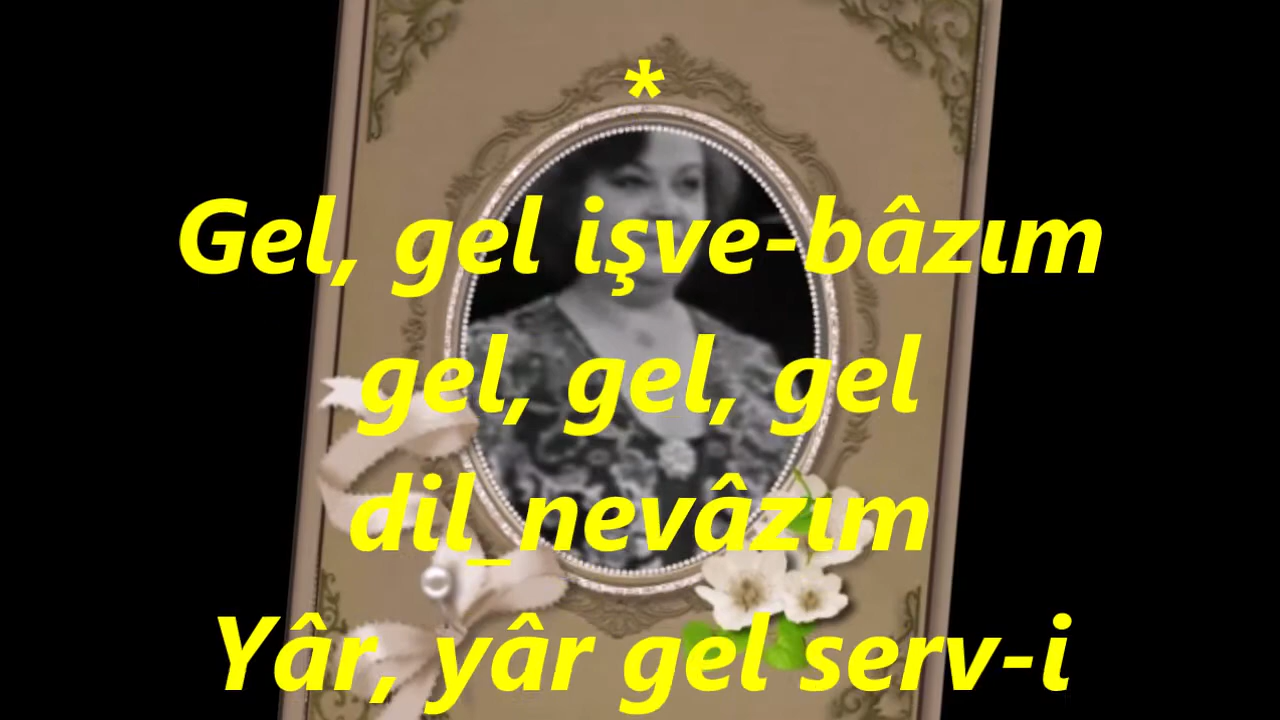 *
Gel, gel işve-bâzım
gel, gel, gel
dil_nevâzım
Yâr, yâr gel serv-i